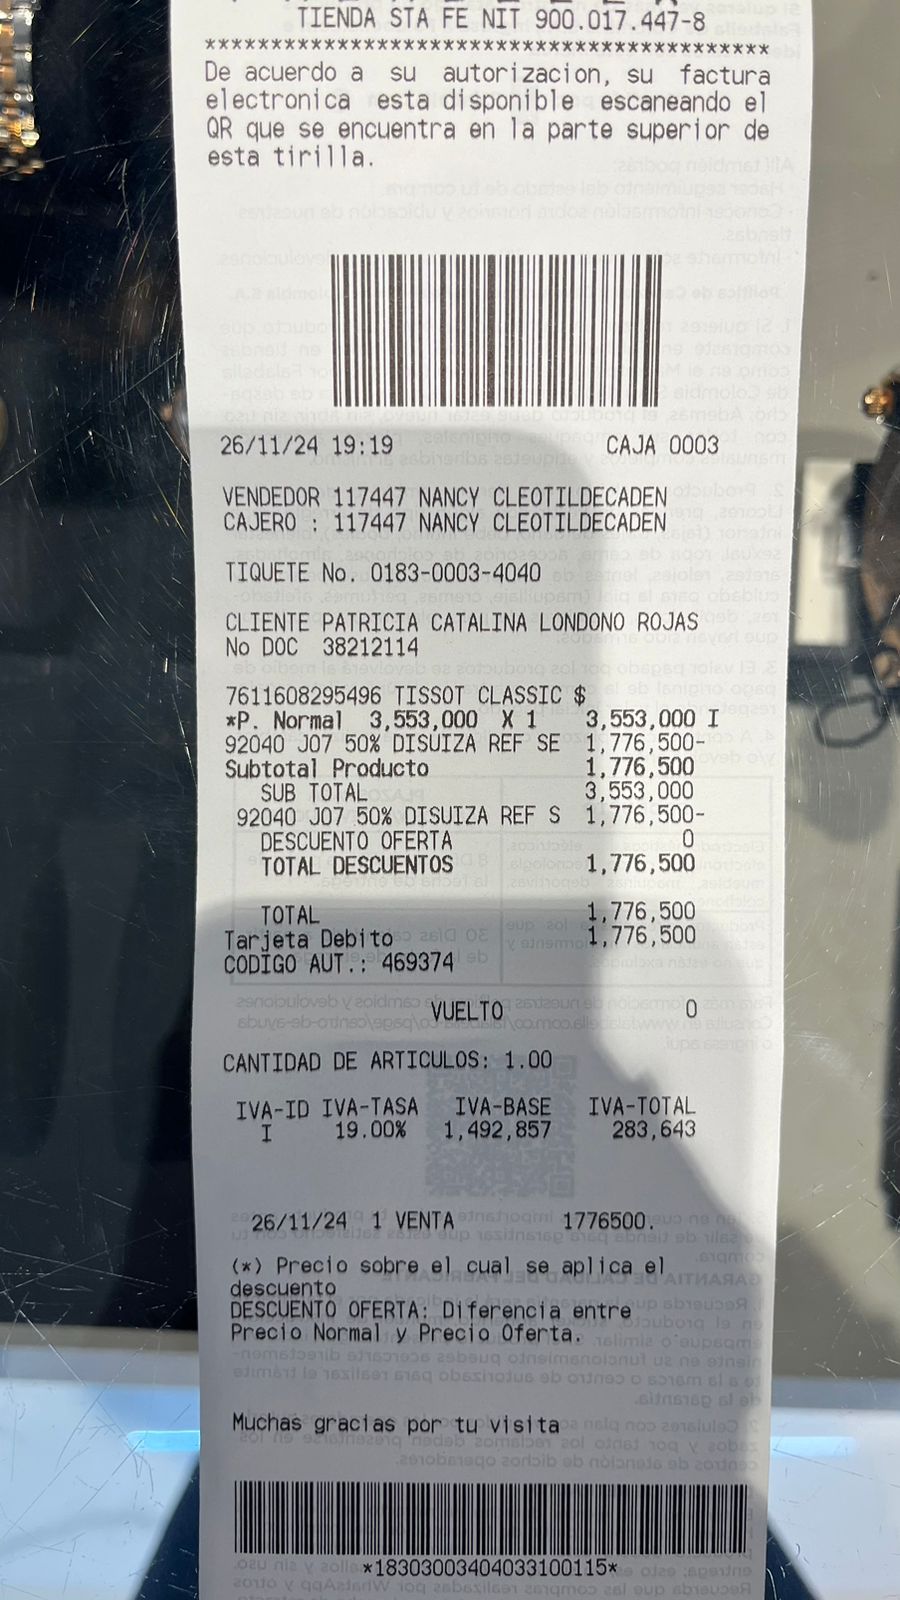 TIENDA STA FE NIT 900.017.447-8
******************************************
De acuerdo a su autorizacion, su factura
electronica esta disponible escaneando el
QR que se encuentra en la parte superior de
esta tirilla.
26/11/24 19:19 CAJA 0003
VENDEDOR 117447 NANCY CLEOTILDECADEN
CAJERO : 117447 NANCY CLEOTILDECADEN
TIQUETE No. 0183-0003-4040
CLIENTE PATRICIA CATALINA LONDONO ROJAS
No DOC 38212114
7611608295496 TISSOT CLASSIC $
*P. Normal 3,553,000 X 1 3,553,000 I
92040 J07 50% DISUIZA REF SE 1,776,500-
Subtotal Producto 1,776,500
SUB TOTAL 3,553,000
92040 J07 50% DISUIZA REF S 1,776,500-
DESCUENTO OFERTA 0
TOTAL DESCUENTOS 1,776,500
TOTAL 1,776,500
Tarjeta Debito 1,776,500
CODIGO AUT.: 469374
VUELTO 0
CANTIDAD DE ARTICULOS: 1.00
IVA-ID IVA-TASA IVA-BASE IVA-TOTAL
I 19.00% 1,492,857 283,643
26/11/24 1 VENTA 1776500.
(*) Precio sobre el cual se aplica el
descuento
DESCUENTO OFERTA: Diferencia entre
Precio Normal y Precio Oferta.
Muchas gracias por tu visita
*18303000340403310​0115*